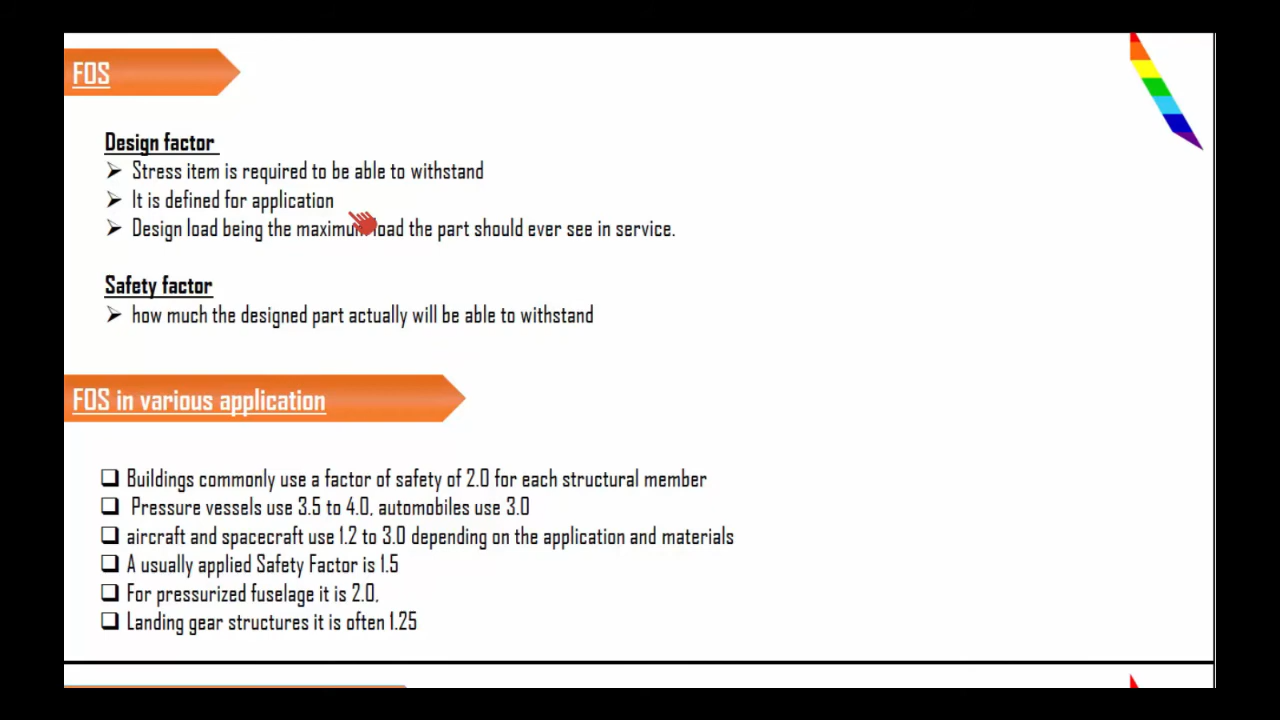 FOS
Design factor
Stress item is required to be able to withstand
It is defined for application
Design load being the maximum load the part should ever see in service.
Safety factor
how much the designed part actually will be able to withstand
FOS in various application
Buildings commonly use a factor of safety of 2.0 for each structural member
Pressure vessels use 3.5 to 4.0, automobiles use 3.0
aircraft and spacecraft use 1.2 to 3.0 depending on the application and materials
A usually applied Safety Factor is 1.5
For pressurized fuselage it is 2.0,
Landing gear structures it is often 1.25